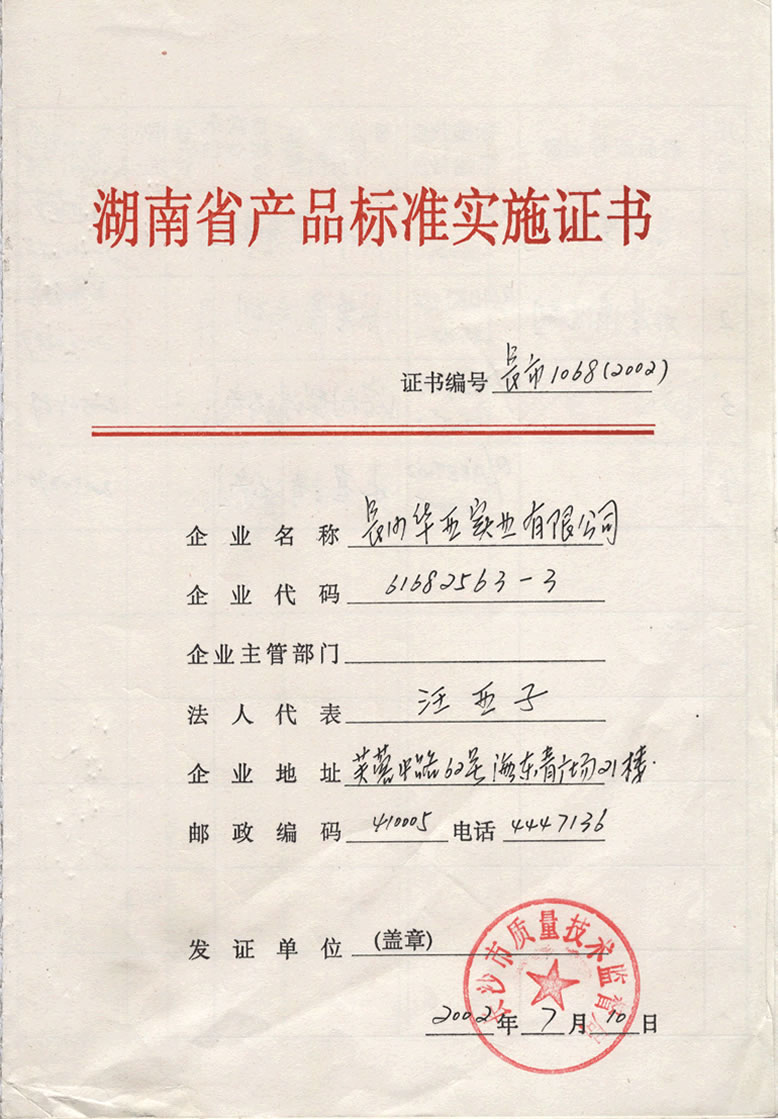 湖南省产品标准实施证书
证书编号 长市1068(2002)
企业名称 长沙华亚实业有限公司
企业代码 61682563-3
企业主管部门
法人代表 汪亚子
企业地址 芙蓉中路62号海东青广场21楼.
邮政编码 410005 电话 4447136
发证单位 (盖章)
长沙市质量技术监督局
2002年7月10日